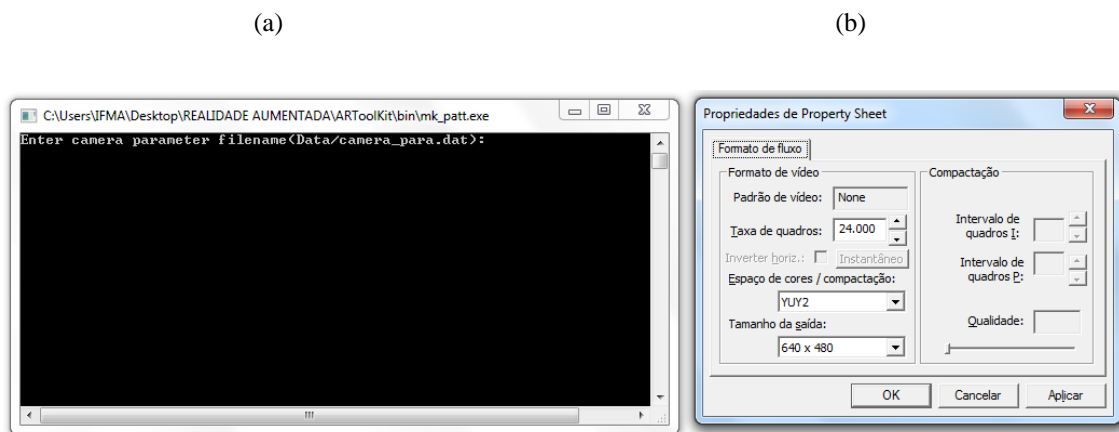 (a)
(b)
C:\Users\IFMA\Desktop\REALIDADE AUMENTADA\ARToolKit\bin\mk_patt.exe
Enter camera parameter filename(Data/camera_para.dat):
Propriedades de Property Sheet
Formato de fluxo
Formato de vídeo
Padrão de vídeo: None
Taxa de quadros: 24.000
Inverter horiz.: Instantâneo
Espaço de cores / compactação:
YUY2
Tamanho da saída:
640 x 480
Compactação
Intervalo de
quadros I:
Intervalo de
quadros P:
Qualidade:
OK Cancelar Aplicar